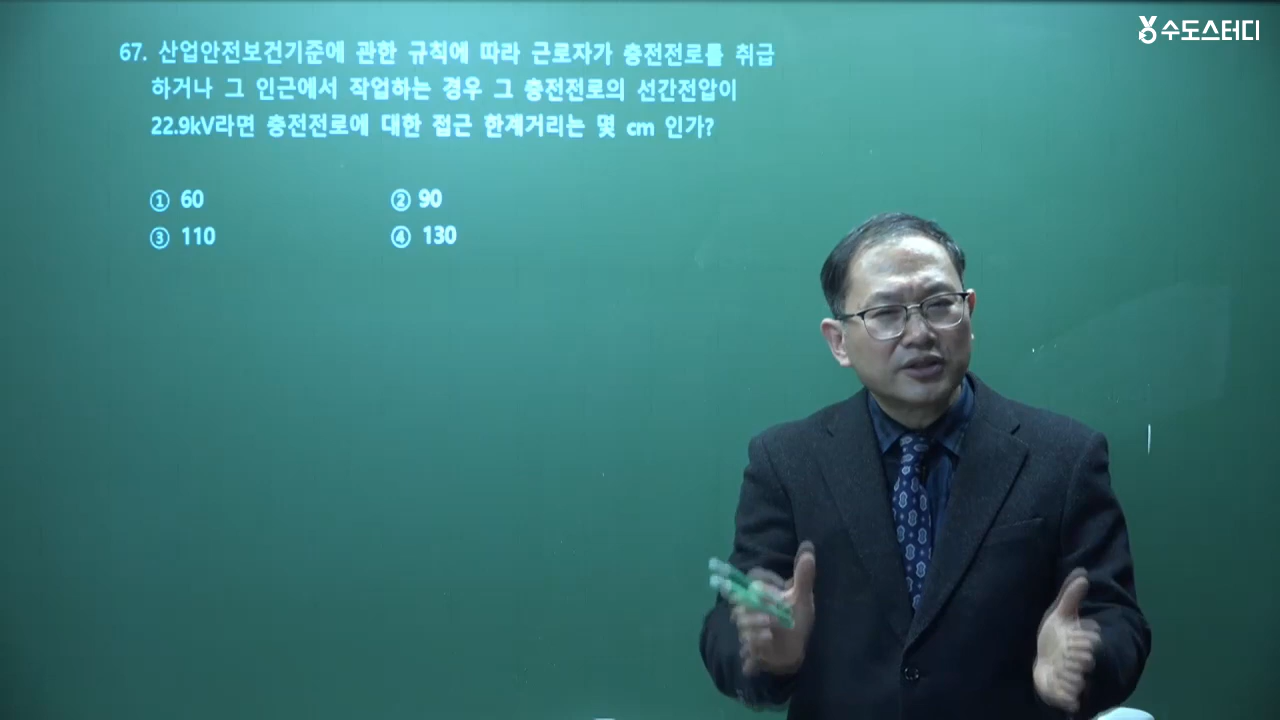 수도스터디
67. 산업안전보건기준에 관한 규칙에 따라 근로자가 충전전로를 취급
하거나 그 인근에서 작업하는 경우 그 충전전로의 선간전압이
22.9kV라면 충전전로에 대한 접근 한계거리는 몇 cm 인가?
① 60 ② 90
③ 110 ④ 130